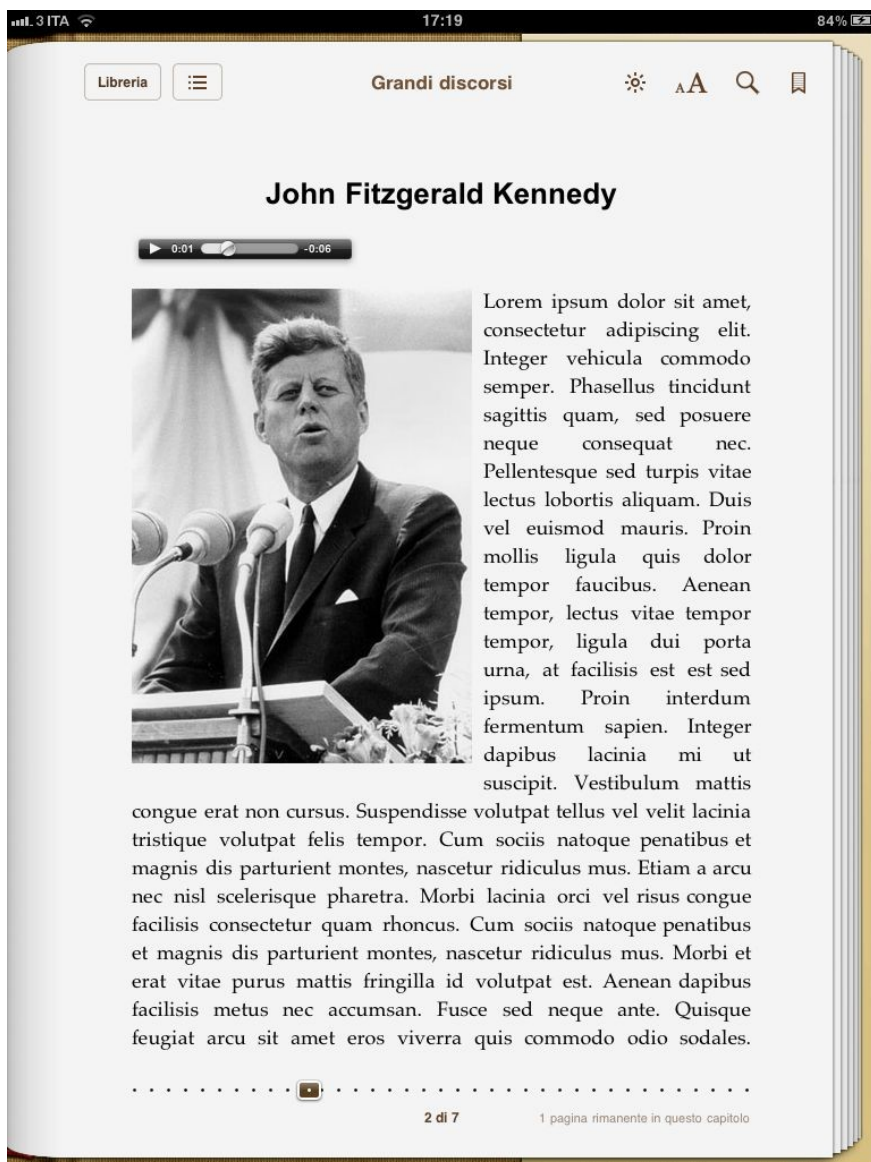 3 ITA 17:19 84%
Libreria Grandi discorsi AA
John Fitzgerald Kennedy
0:01 -0:06
Lorem ipsum dolor sit amet,
consectetur adipiscing elit.
Integer vehicula commodo
semper. Phasellus tincidunt
sagittis quam, sed posuere
neque consequat nec.
Pellentesque sed turpis vitae
lectus lobortis aliquam. Duis
vel euismod mauris. Proin
mollis ligula quis dolor
tempor faucibus. Aenean
tempor, lectus vitae tempor
tempor, ligula dui porta
urna, at facilisis est est sed
ipsum. Proin interdum
fermentum sapien. Integer
dapibus lacinia mi ut
suscipit. Vestibulum mattis
congue erat non cursus. Suspendisse volutpat tellus vel velit lacinia
tristique volutpat felis tempor. Cum sociis natoque penatibus et
magnis dis parturient montes, nascetur ridiculus mus. Etiam a arcu
nec nisl scelerisque pharetra. Morbi lacinia orci vel risus congue
facilisis consectetur quam rhoncus. Cum sociis natoque penatibus
et magnis dis parturient montes, nascetur ridiculus mus. Morbi et
erat vitae purus mattis fringilla id volutpat est. Aenean dapibus
facilisis metus nec accumsan. Fusce sed neque ante. Quisque
feugiat arcu sit amet eros viverra quis commodo odio sodales.
2 di 7 1 pagina rimanente in questo capitolo